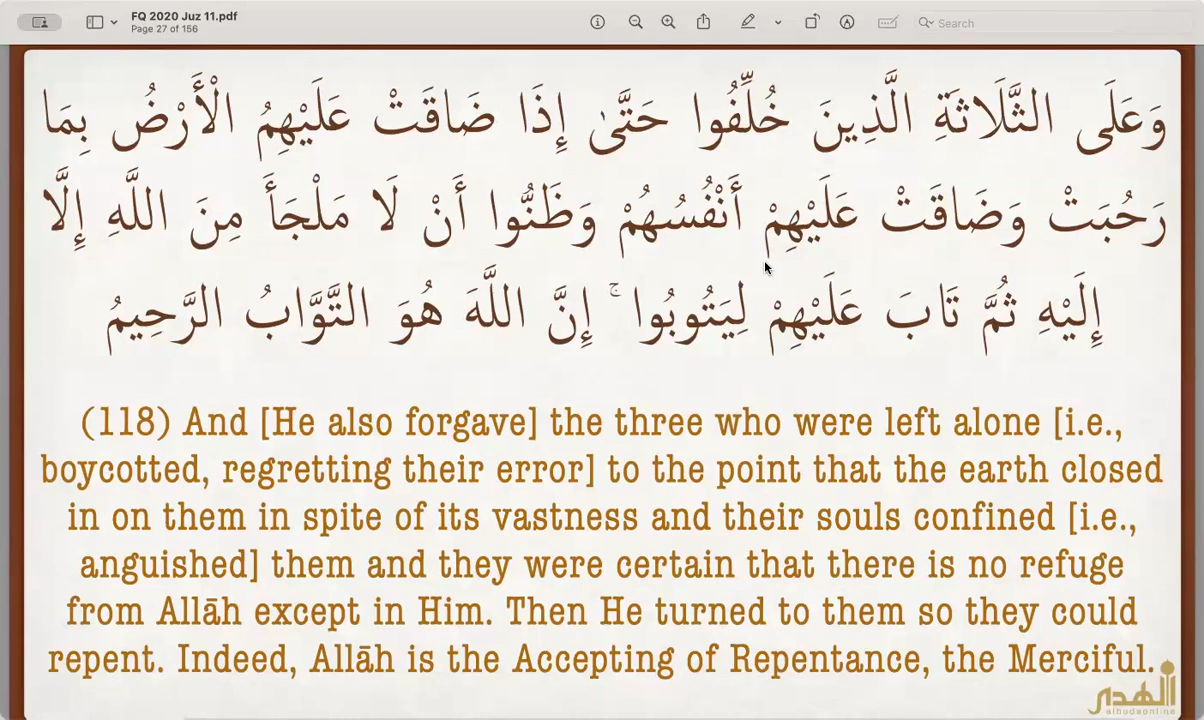 FQ 2020 Juz 11.pdf
Page 27 of 156
Search
وَعَلَى الثَّلَاثَةِ الَّذِينَ خُلِّفُوا حَتَّىٰ إِذَا ضَاقَتْ عَلَيْهِمُ الْأَرْضُ بِمَا
رَحُبَتْ وَضَاقَتْ عَلَيْهِمْ أَنْفُسُهُمْ وَظَنُّوا أَنْ لَا مَلْجَأَ مِنَ اللَّهِ إِلَّا
إِلَيْهِ ثُمَّ تَابَ عَلَيْهِمْ لِيَتُوبُوا ۚ إِنَّ اللَّهَ هُوَ التَّوَّابُ الرَّحِيمُ
(118) And [He also forgave] the three who were left alone [i.e.,
boycotted, regretting their error] to the point that the earth closed
in on them in spite of its vastness and their souls confined [i.e.,
anguished] them and they were certain that there is no refuge
from Allāh except in Him. Then He turned to them so they could
repent. Indeed, Allāh is the Accepting of Repentance, the Merciful.
الهدى
alhudaonline